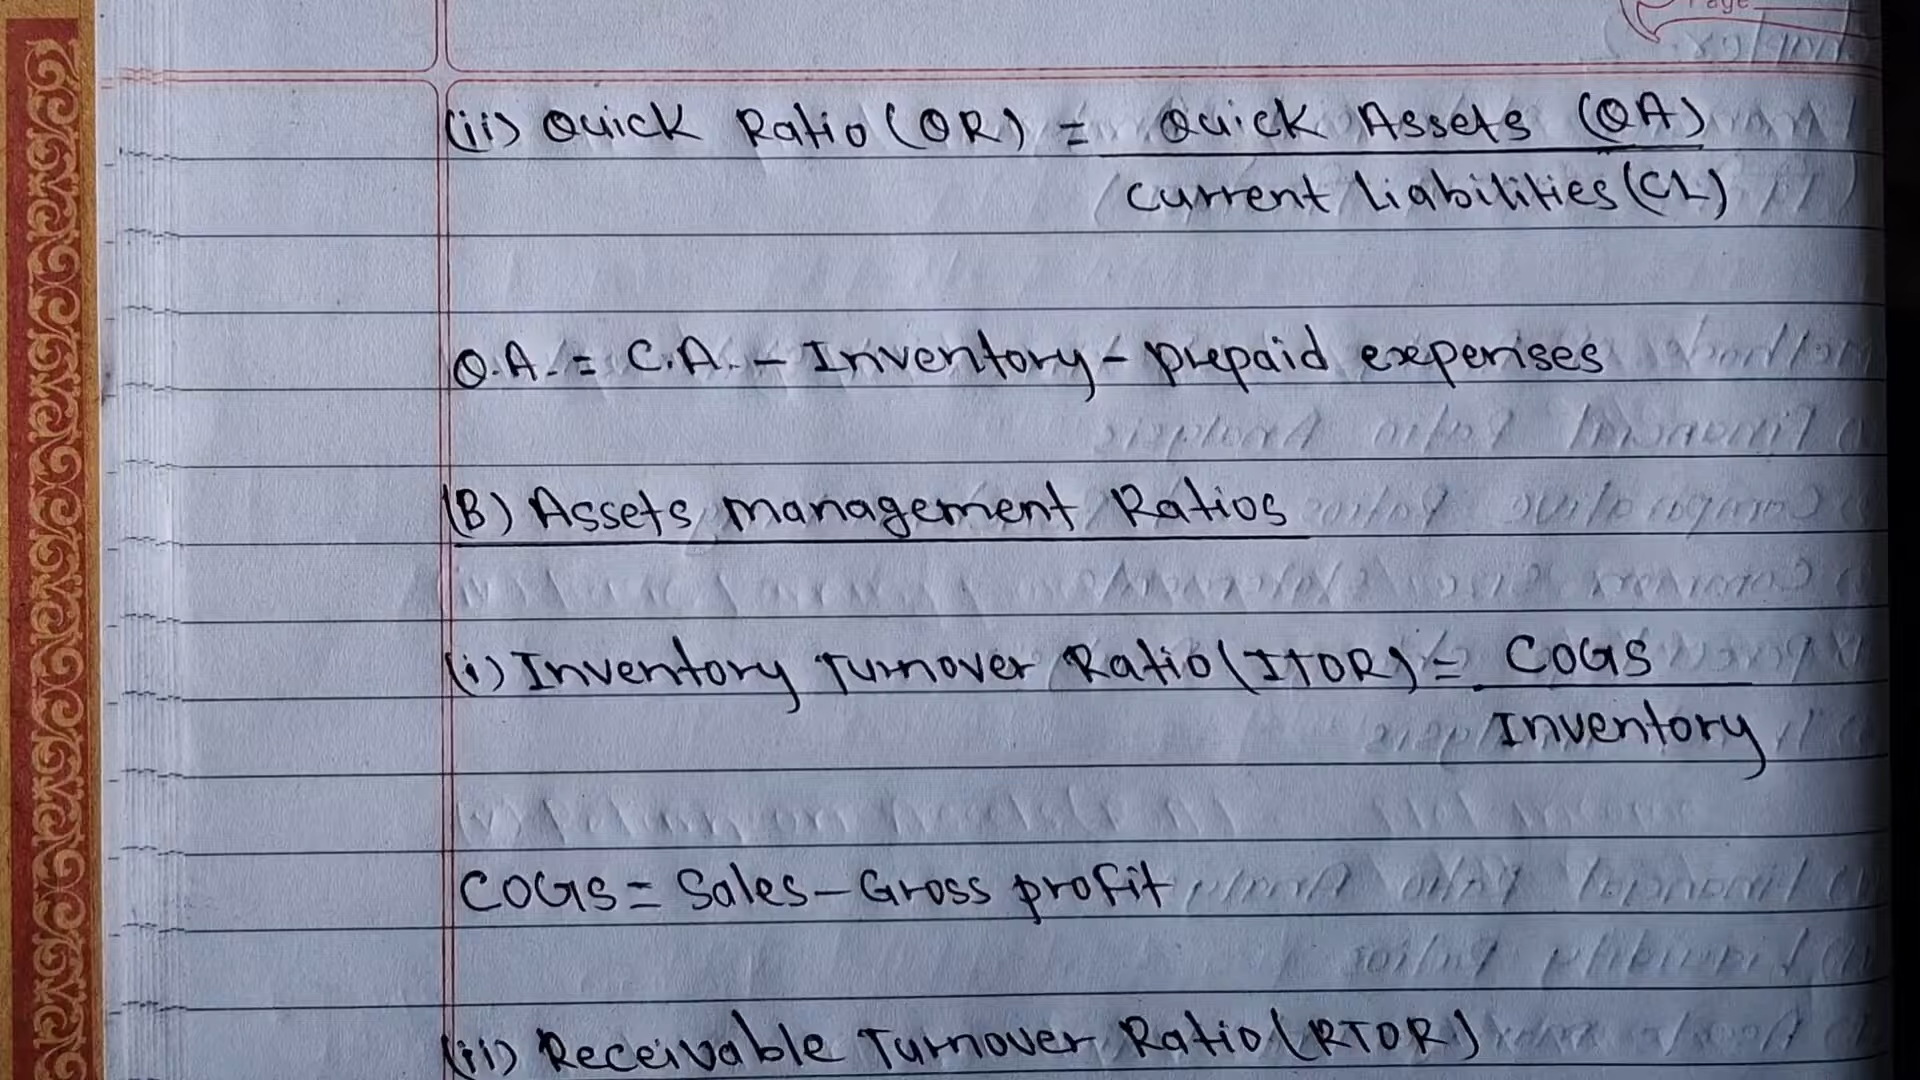 Page
(ii) Quick Ratio (QR) = Quick Assets (QA)
Current liabilities (CL)
Q.A. = C.A. - Inventory - prepaid expenses
(B) Assets management Ratios
(i) Inventory Turnover Ratio (ITOR) = COGS
Inventory
COGS = Sales - Gross profit
(ii) Receivable Turnover Ratio (RTOR)